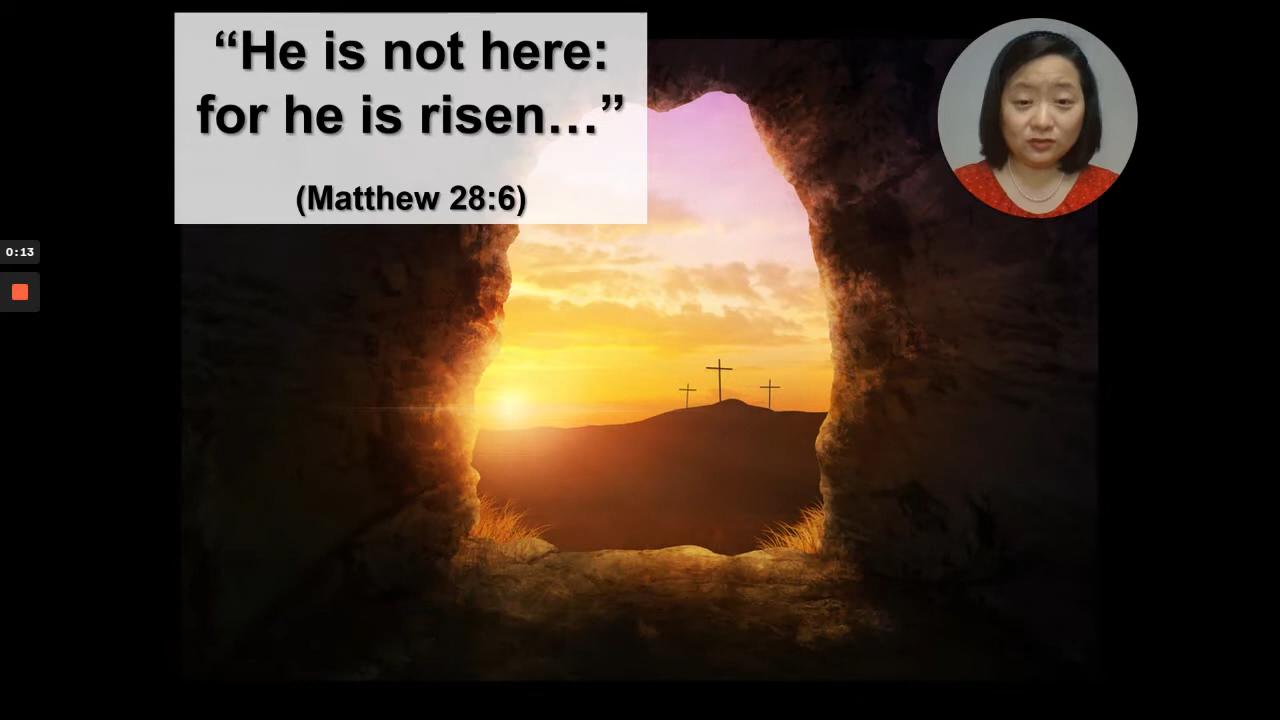 “He is not here:
for he is risen…”
(Matthew 28:6)
0:13